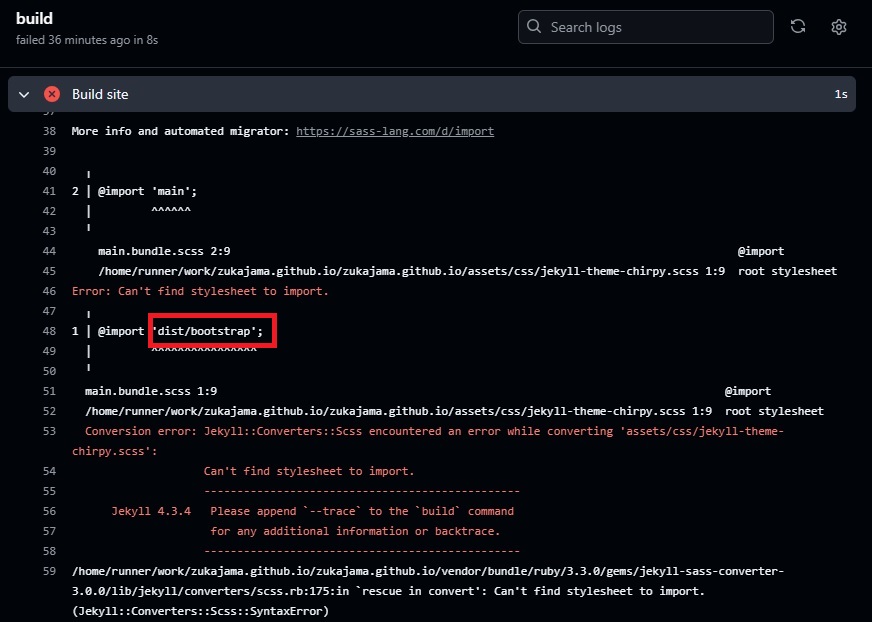 build
failed 36 minutes ago in 8s
Search logs
Build site 1s
37
38 More info and automated migrator: https://sass-lang.com/d/import
39
40 ╷
41 2 │ @import 'main';
42 │ ^^^^^^
43 ╵
44 main.bundle.scss 2:9 @import
45 /home/runner/work/zukajama.github.io/zukajama.github.io/assets/css/jekyll-theme-chirpy.scss 1:9 root stylesheet
46 Error: Can't find stylesheet to import.
47 ╷
48 1 │ @import 'dist/bootstrap';
49 │ ^^^^^^^^^^^^^^^^
50 ╵
51 main.bundle.scss 1:9 @import
52 /home/runner/work/zukajama.github.io/zukajama.github.io/assets/css/jekyll-theme-chirpy.scss 1:9 root stylesheet
53 Conversion error: Jekyll::Converters::Scss encountered an error while converting 'assets/css/jekyll-theme-
chirpy.scss':
54 Can't find stylesheet to import.
55 ------------------------------------------------
56 Jekyll 4.3.4 Please append `--trace` to the `build` command
57 for any additional information or backtrace.
58 ------------------------------------------------
59 /home/runner/work/zukajama.github.io/zukajama.github.io/vendor/bundle/ruby/3.3.0/gems/jekyll-sass-converter-
3.0.0/lib/jekyll/converters/scss.rb:175:in `rescue in convert': Can't find stylesheet to import.
(Jekyll::Converters::Scss::SyntaxError)